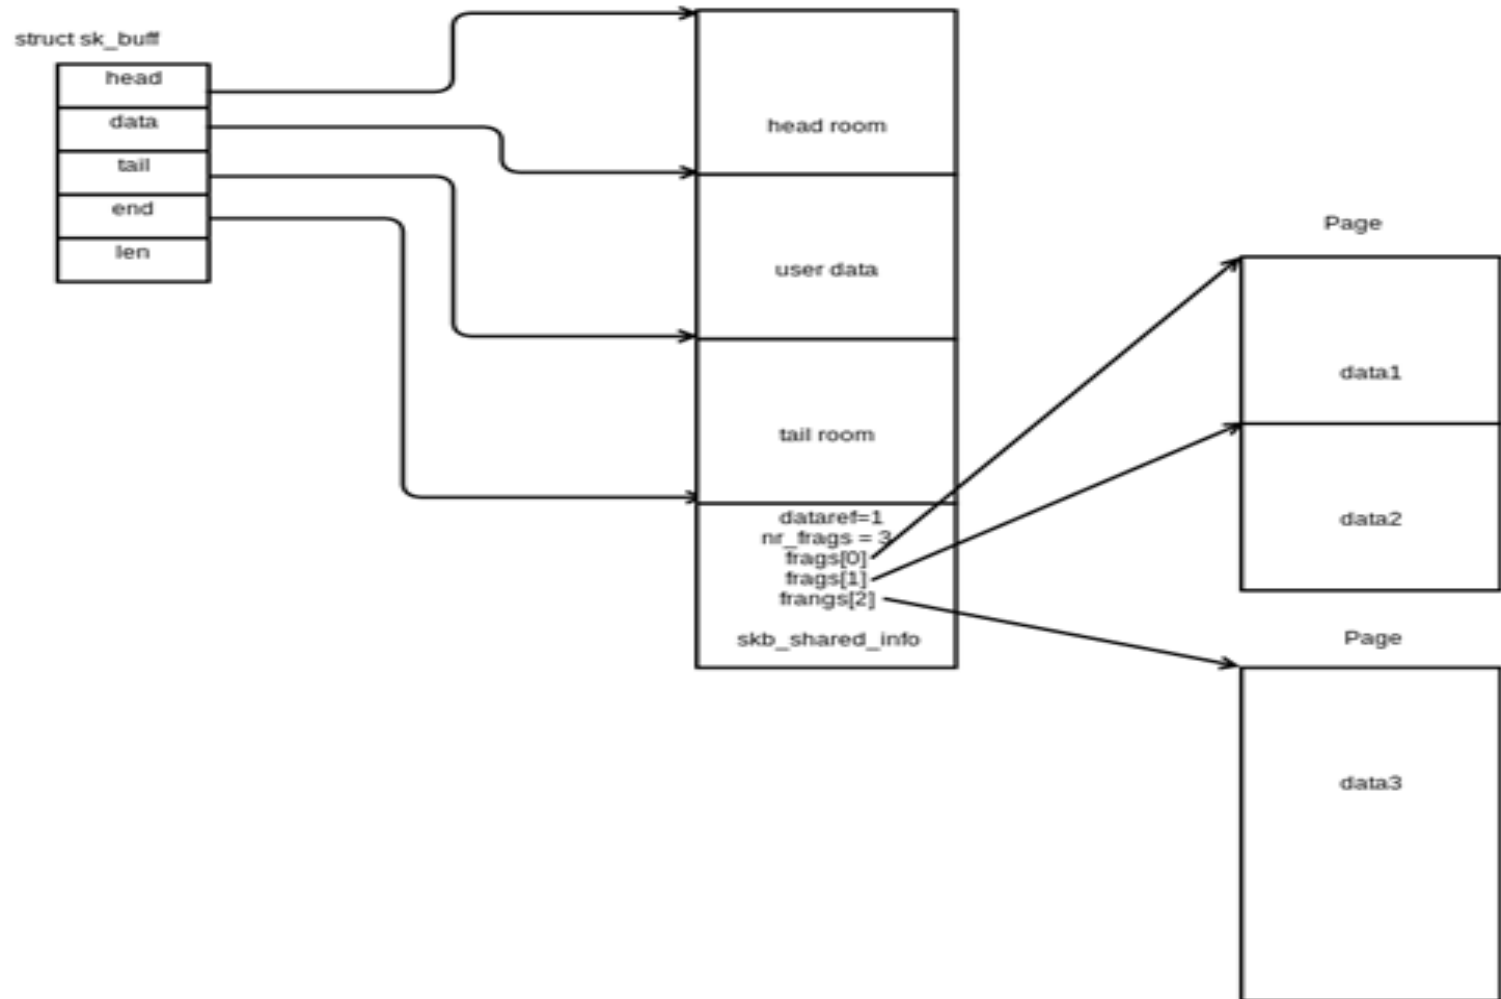 struct sk_buff
head
data
tail
end
len
head room
user data
tail room
dataref=1
nr_frags = 3
frags[0]
frags[1]
frangs[2]
skb_shared_info
Page
data1
data2
Page
data3